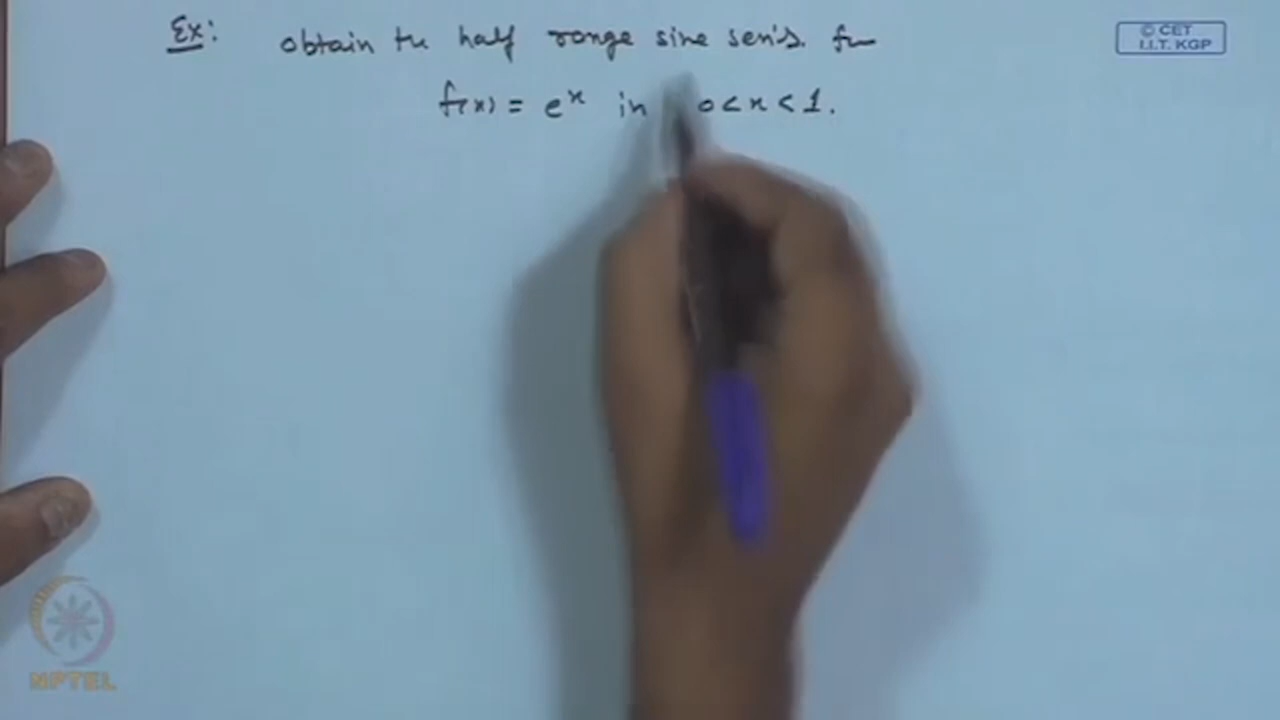 Ex: obtain the half range sine series for
© CET
I.I.T. KGP
f(x) = e^x in 0 < x < 1.
NPTEL